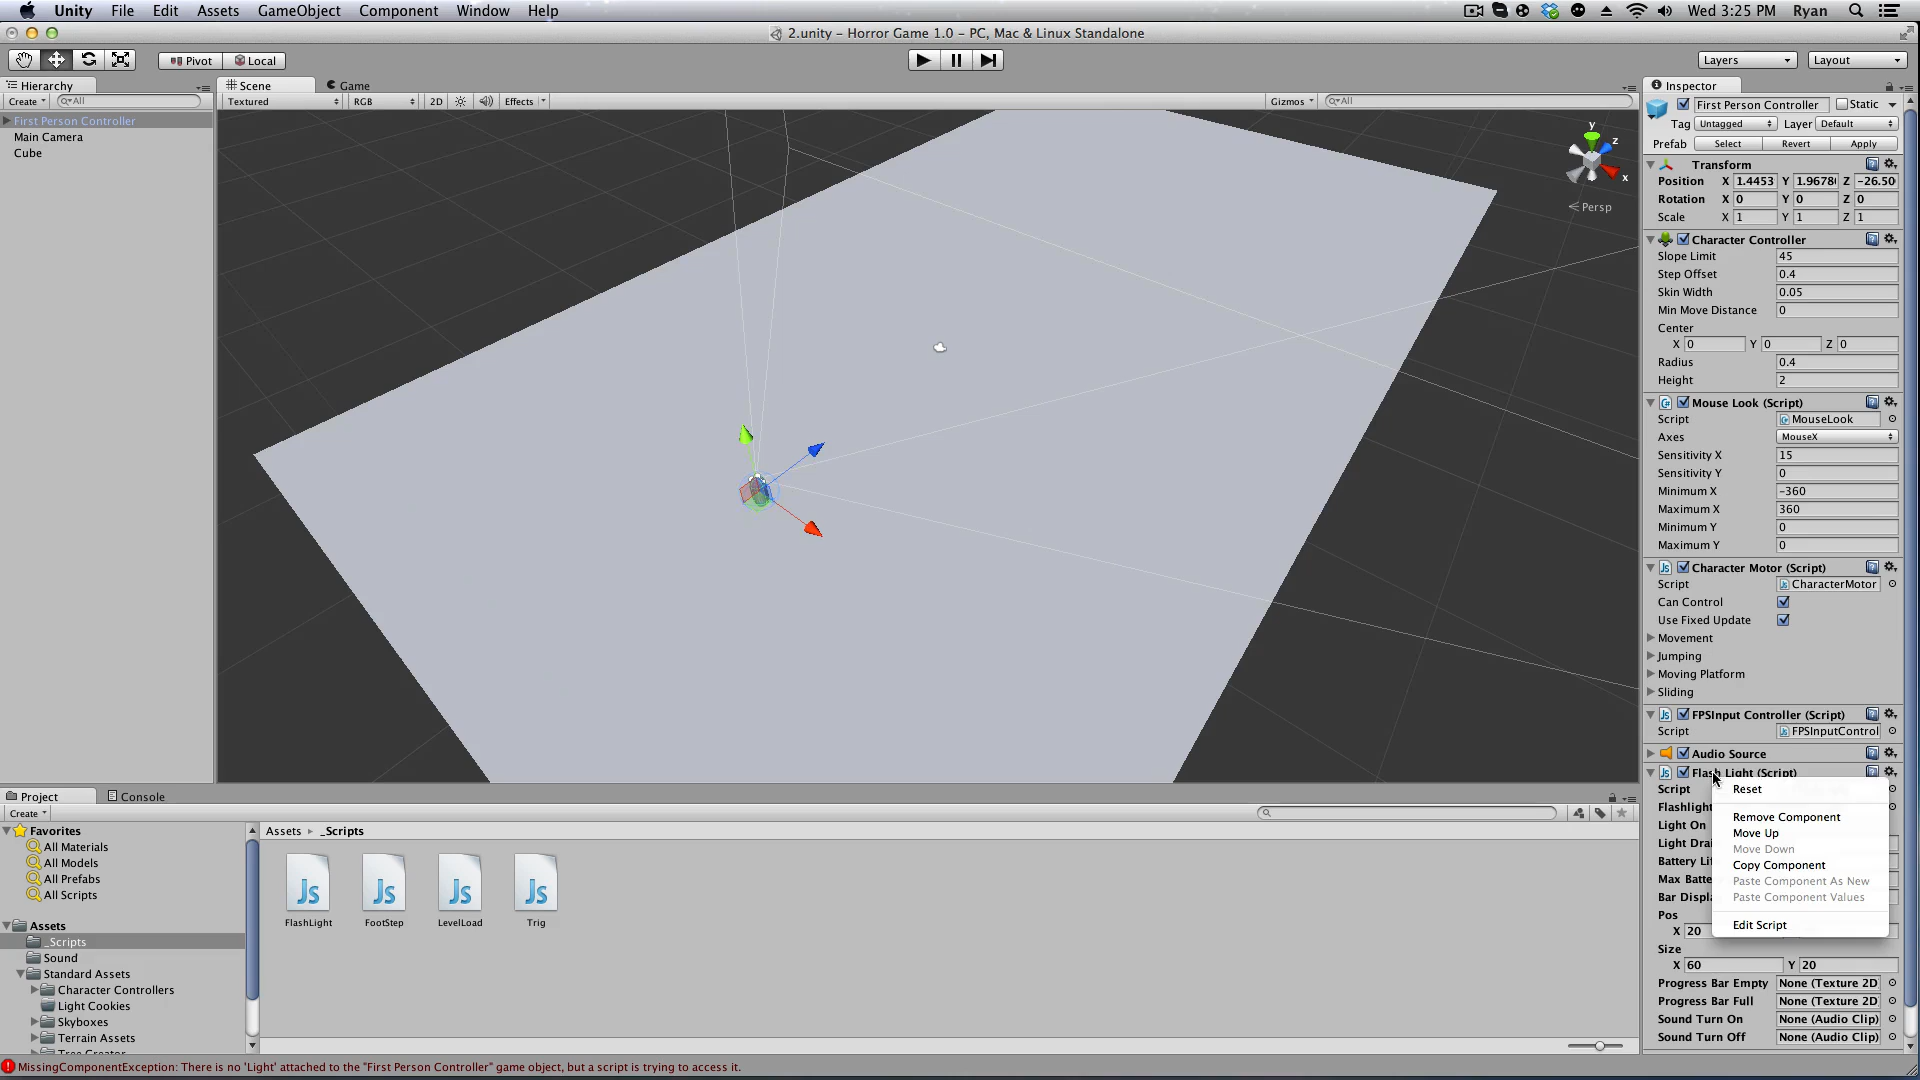 Unity File Edit Assets GameObject Component Window Help Wed 3:25 PM Ryan
2.unity – Horror Game 1.0 – PC, Mac & Linux Standalone
Pivot Local Layers Layout
Hierarchy
Create All
First Person Controller
Main Camera
Cube
Scene Game
Textured RGB 2D Effects Gizmos All
y
z
x
Persp
Inspector
First Person Controller Static
Tag Untagged Layer Default
Prefab Select Revert Apply
Transform
Position X 1.4453 Y 1.9678 Z -26.50
Rotation X 0 Y 0 Z 0
Scale X 1 Y 1 Z 1
Character Controller
Slope Limit 45
Step Offset 0.4
Skin Width 0.05
Min Move Distance 0
Center
X 0 Y 0 Z 0
Radius 0.4
Height 2
Mouse Look (Script)
Script MouseLook
Axes MouseX
Sensitivity X 15
Sensitivity Y 0
Minimum X -360
Maximum X 360
Minimum Y 0
Maximum Y 0
Js Character Motor (Script)
Script CharacterMotor
Can Control
Use Fixed Update
Movement
Jumping
Moving Platform
Sliding
Js FPSInput Controller (Script)
Script FPSInputControl
Audio Source
Js Flash Light (Script)
Script
Flashlight
Light On
Light Drai
Battery Li
Max Batte
Bar Displa
Pos
X 20
Size
X 60 Y 20
Progress Bar Empty None (Texture 2D
Progress Bar Full None (Texture 2D
Sound Turn On None (Audio Clip)
Sound Turn Off None (Audio Clip)
Reset
Remove Component
Move Up
Move Down
Copy Component
Paste Component As New
Paste Component Values
Edit Script
Project Console
Create
Favorites
All Materials
All Models
All Prefabs
All Scripts
Assets
_Scripts
Sound
Standard Assets
Character Controllers
Light Cookies
Skyboxes
Terrain Assets
Assets ▸ _Scripts
Js Js Js Js
FlashLight FootStep LevelLoad Trig
MissingComponentException: There is no 'Light' attached to the "First Person Controller" game object, but a script is trying to access it.